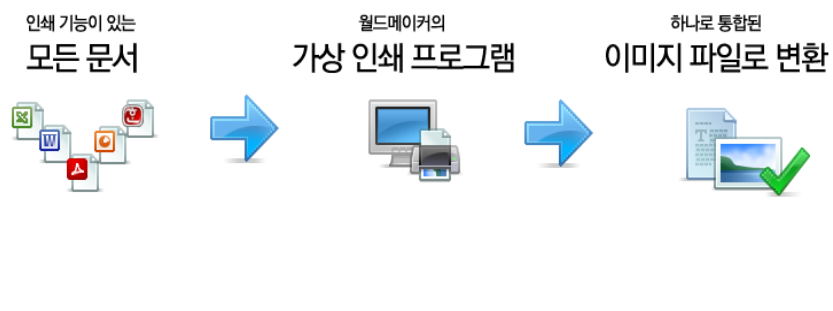 인쇄 기능이 있는
모든 문서
월드메이커의
가상 인쇄 프로그램
하나로 통합된
이미지 파일로 변환